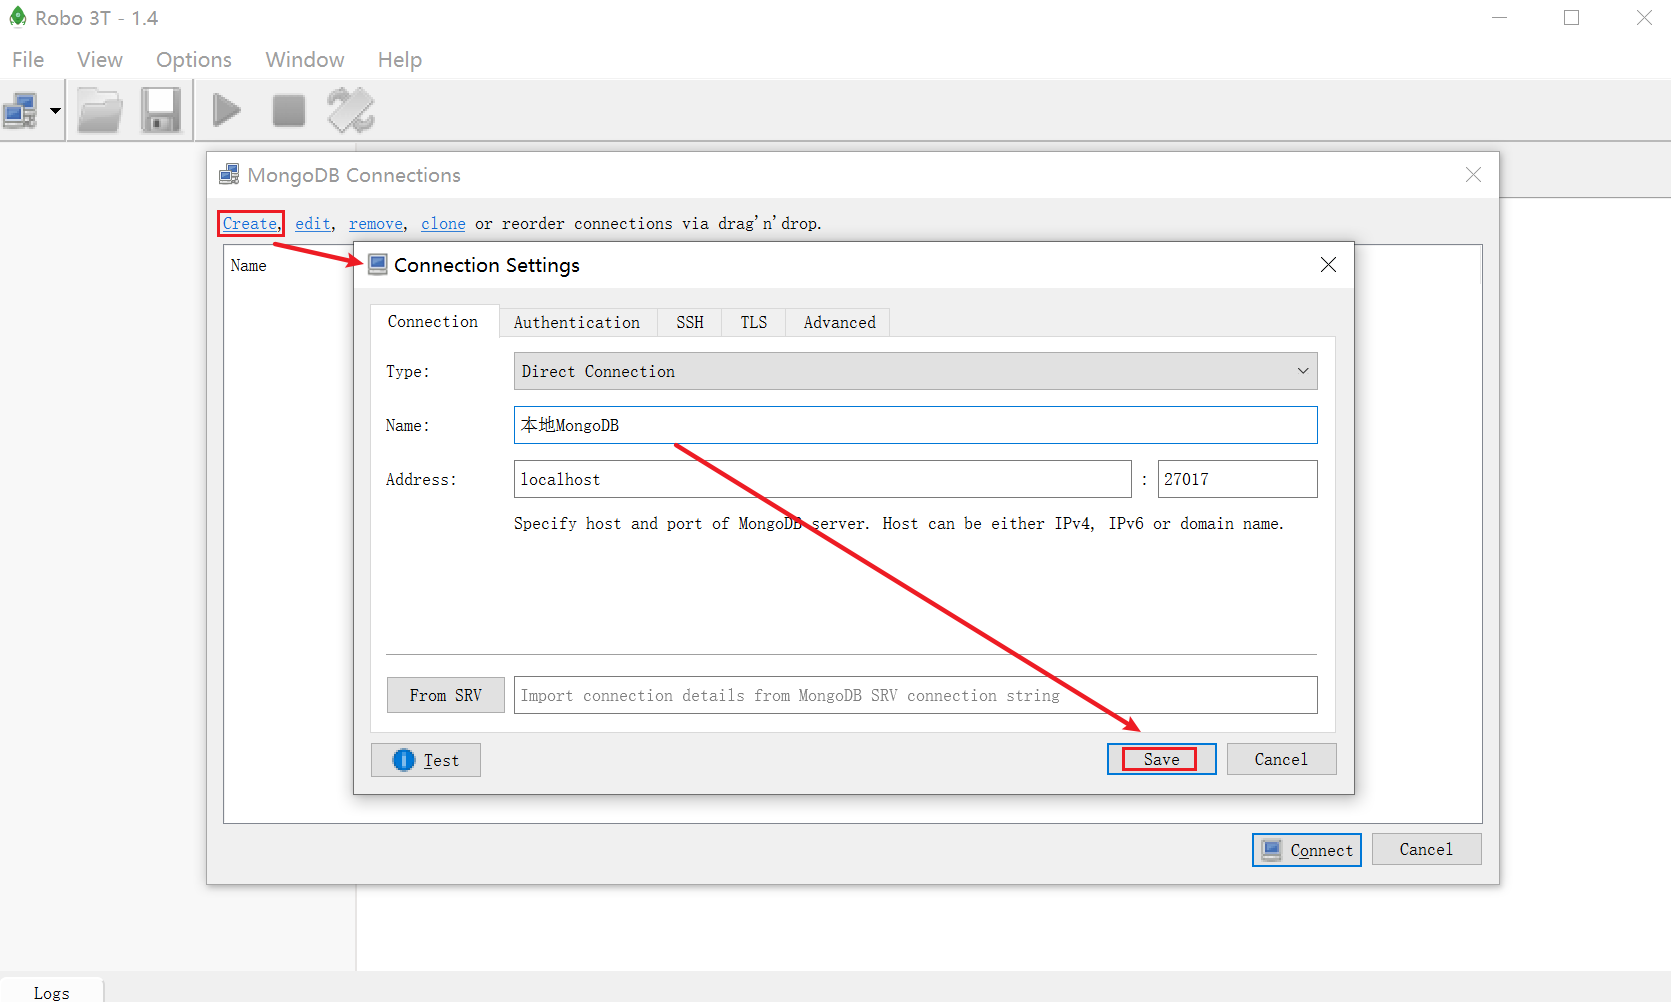 Robo 3T - 1.4
File View Options Window Help
MongoDB Connections
Create, edit, remove, clone or reorder connections via drag'n'drop.
Name
Connection Settings
Connection Authentication SSH TLS Advanced
Type: Direct Connection
Name: 本地MongoDB
Address: localhost : 27017
Specify host and port of MongoDB server. Host can be either IPv4, IPv6 or domain name.
From SRV Import connection details from MongoDB SRV connection string
Test Save Cancel
Connect Cancel
Logs